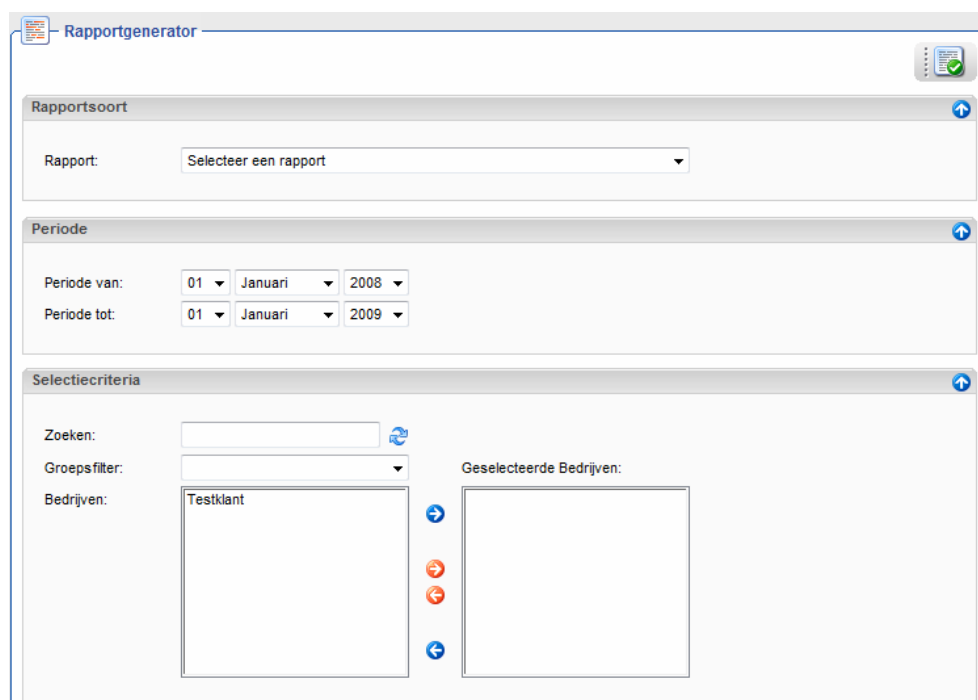 Rapportgenerator
Rapportsoort
Rapport: Selecteer een rapport
Periode
Periode van: 01 Januari 2008
Periode tot: 01 Januari 2009
Selectiecriteria
Zoeken:
Groepsfilter: Geselecteerde Bedrijven:
Bedrijven: Testklant